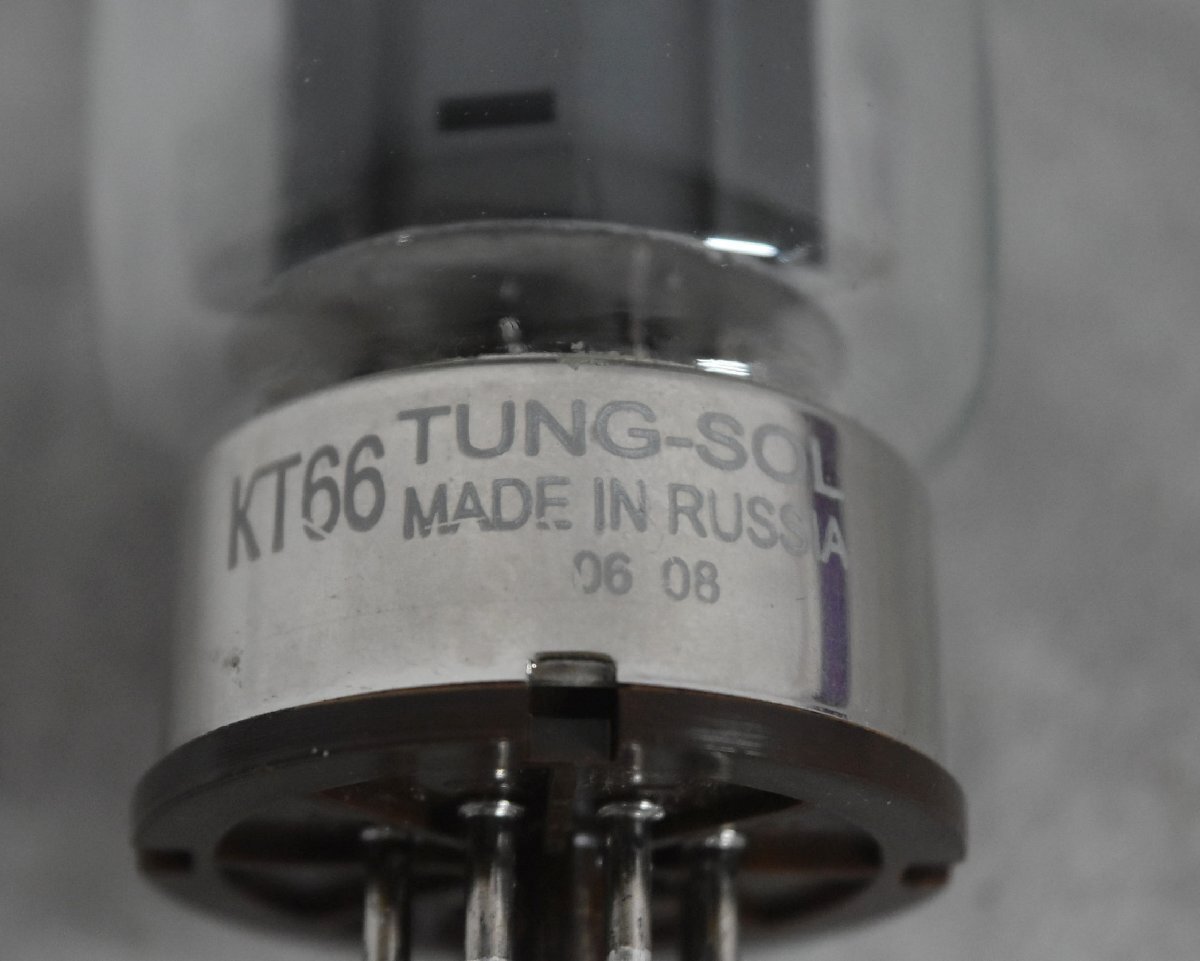 KT66
TUNG-SOL
MADE IN RUSSIA
06 08